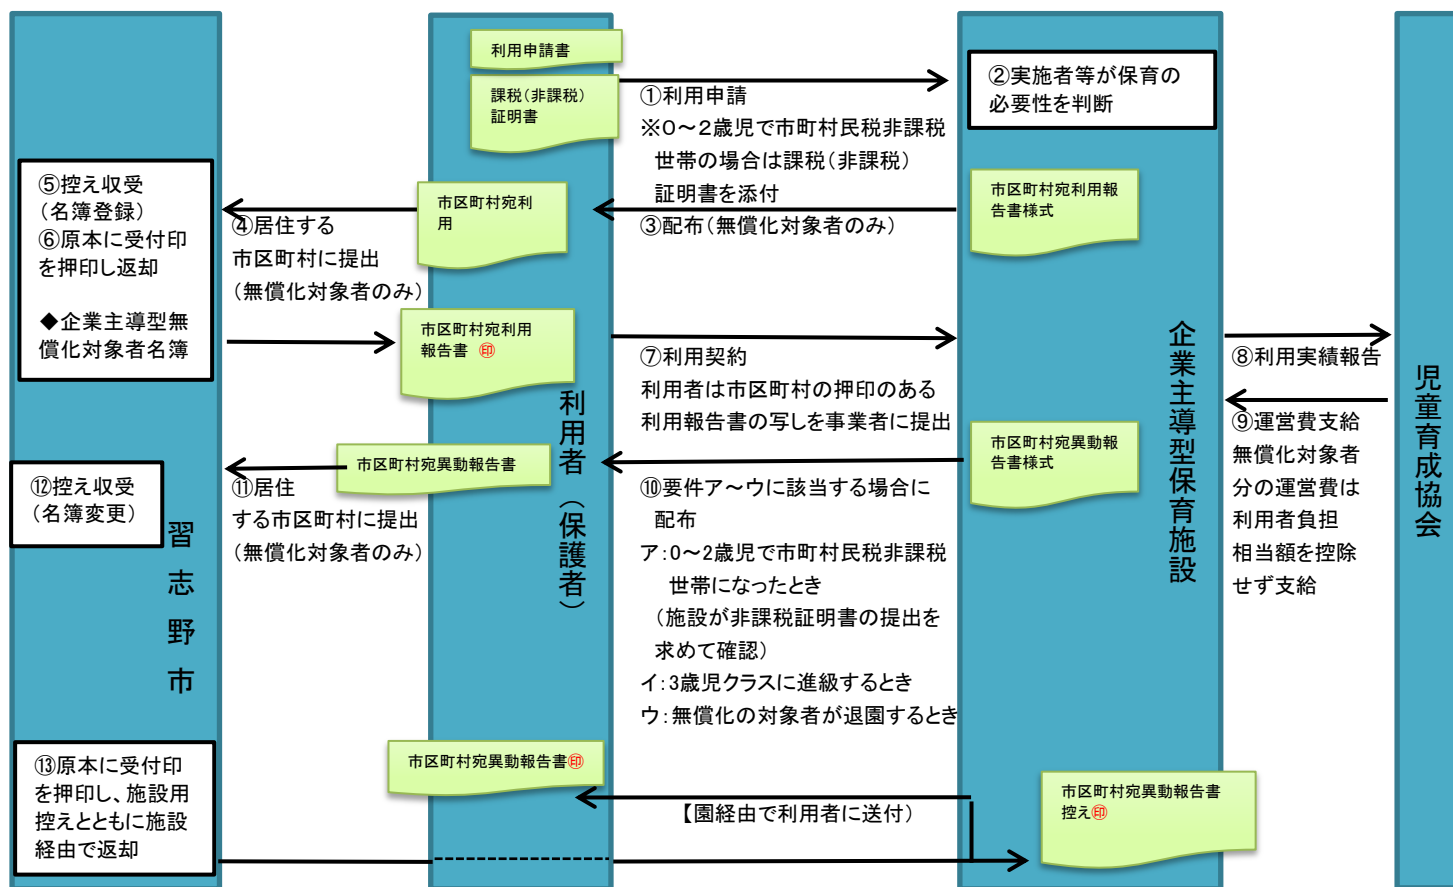 利用申請書
課税（非課税）
証明書
①利用申請
※０～２歳児で市町村民税非課税
世帯の場合は課税（非課税）
証明書を添付
②実施者等が保育の
必要性を判断
市区町村宛利用報
告書様式
③配布（無償化対象者のみ）
市区町村宛利
用
④居住する
市区町村に提出
（無償化対象者のみ）
⑤控え収受
（名簿登録）
⑥原本に受付印
を押印し返却
◆企業主導型無
償化対象者名簿
市区町村宛利用
報告書 ㊞
⑦利用契約
利用者は市区町村の押印のある
利用報告書の写しを事業者に提出
⑧利用実績報告
⑨運営費支給
無償化対象者
分の運営費は
利用者負担
相当額を控除
せず支給
市区町村宛異動報
告書様式
⑩要件ア～ウに該当する場合に
配布
ア：０～２歳児で市町村民税非課税
世帯になったとき
（施設が非課税証明書の提出を
求めて確認）
イ：３歳児クラスに進級するとき
ウ：無償化の対象者が退園するとき
市区町村宛異動報告書
⑪居住
する市区町村に提出
（無償化対象者のみ）
⑫控え収受
（名簿変更）
習志野市
利用者（保護者）
企業主導型保育施設
児童育成協会
⑬原本に受付印
を押印し、施設用
控えとともに施設
経由で返却
市区町村宛異動報告書㊞
【園経由で利用者に送付）
市区町村宛異動報告書
控え㊞